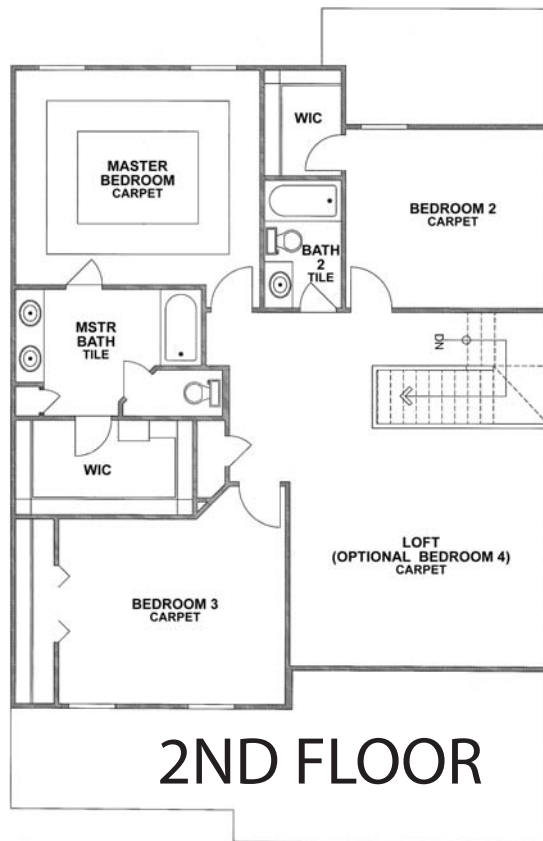 WIC
MASTER
BEDROOM
CARPET
BEDROOM 2
CARPET
BATH
2
TILE
MSTR
BATH
TILE
DN
WIC
LOFT
(OPTIONAL BEDROOM 4)
CARPET
BEDROOM 3
CARPET
2ND FLOOR